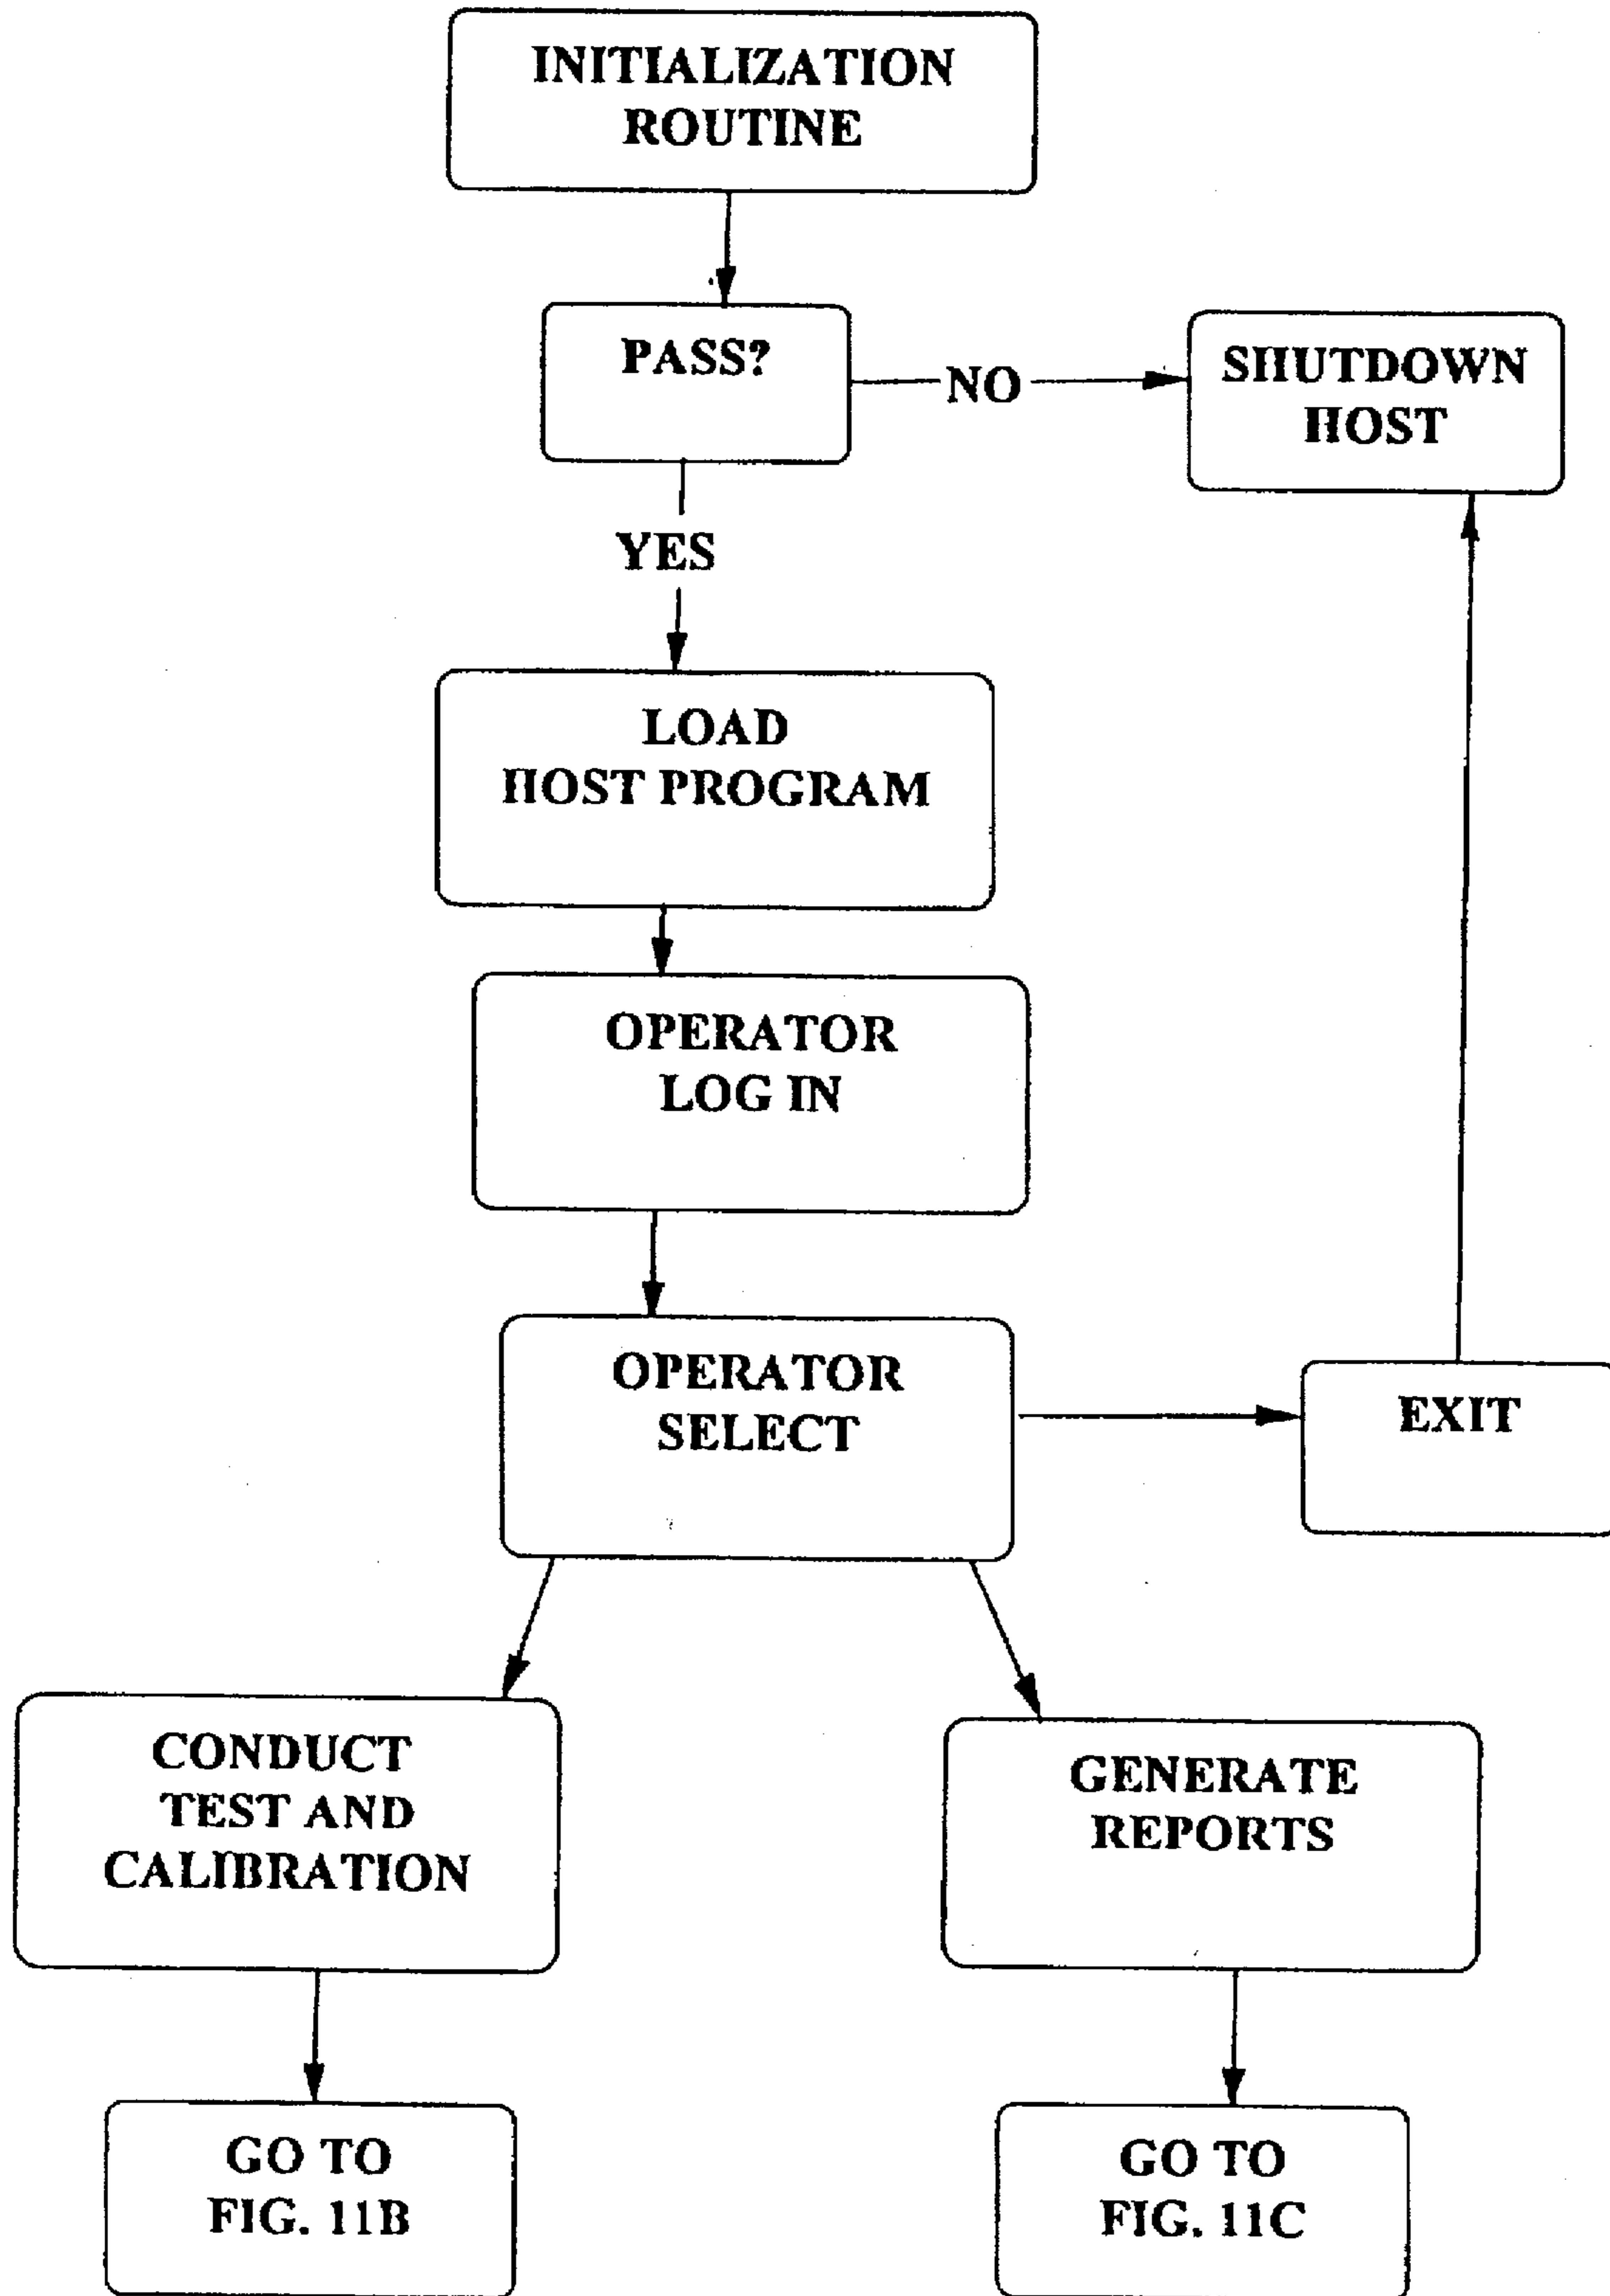 INITIALIZATION
ROUTINE
PASS?
NO
SHUTDOWN
HOST
YES
LOAD
HOST PROGRAM
OPERATOR
LOG IN
OPERATOR
SELECT
EXIT
CONDUCT
TEST AND
CALIBRATION
GENERATE
REPORTS
GO TO
FIG. 11B
GO TO
FIG. 11C